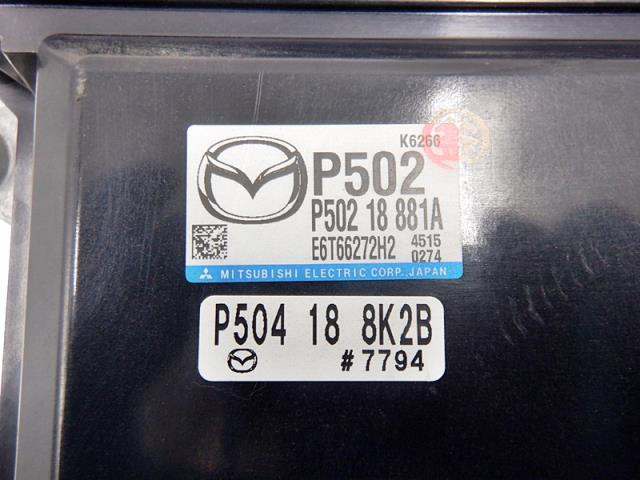 K6266
P502
P502 18 881A
E6T66272H2 4515
0274
MITSUBISHI ELECTRIC CORP., JAPAN
P504 18 8K2B
#7794